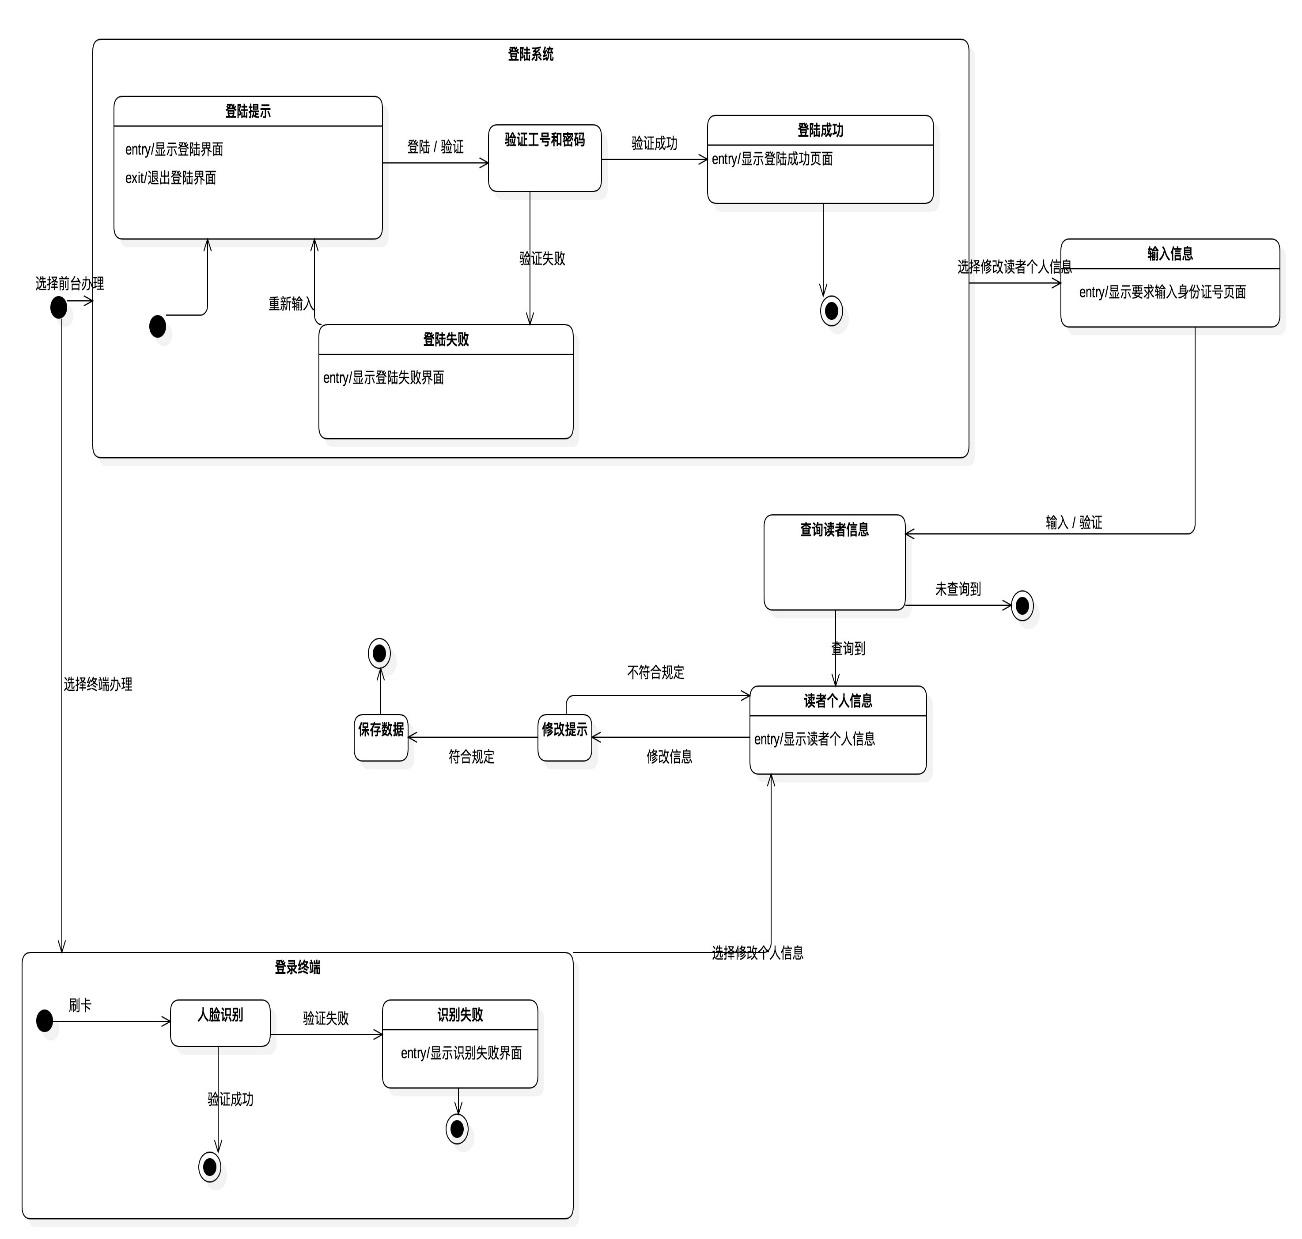 登陆系统
登陆提示
entry/显示登陆界面
exit/退出登陆界面
登陆 / 验证
验证工号和密码
验证成功
登陆成功
entry/显示登陆成功页面
验证失败
选择前台办理
重新输入
登陆失败
entry/显示登陆失败界面
选择修改读者个人信息
输入信息
entry/显示要求输入身份证号页面
输入 / 验证
查询读者信息
未查询到
查询到
选择终端办理
不符合规定
读者个人信息
entry/显示读者个人信息
保存数据
修改提示
符合规定
修改信息
选择修改个人信息
登录终端
刷卡
人脸识别
验证失败
识别失败
entry/显示识别失败界面
验证成功